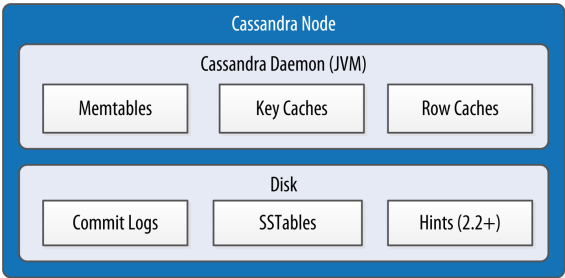 Cassandra Node
Cassandra Daemon (JVM)
Memtables
Key Caches
Row Caches
Disk
Commit Logs
SSTables
Hints (2.2+)